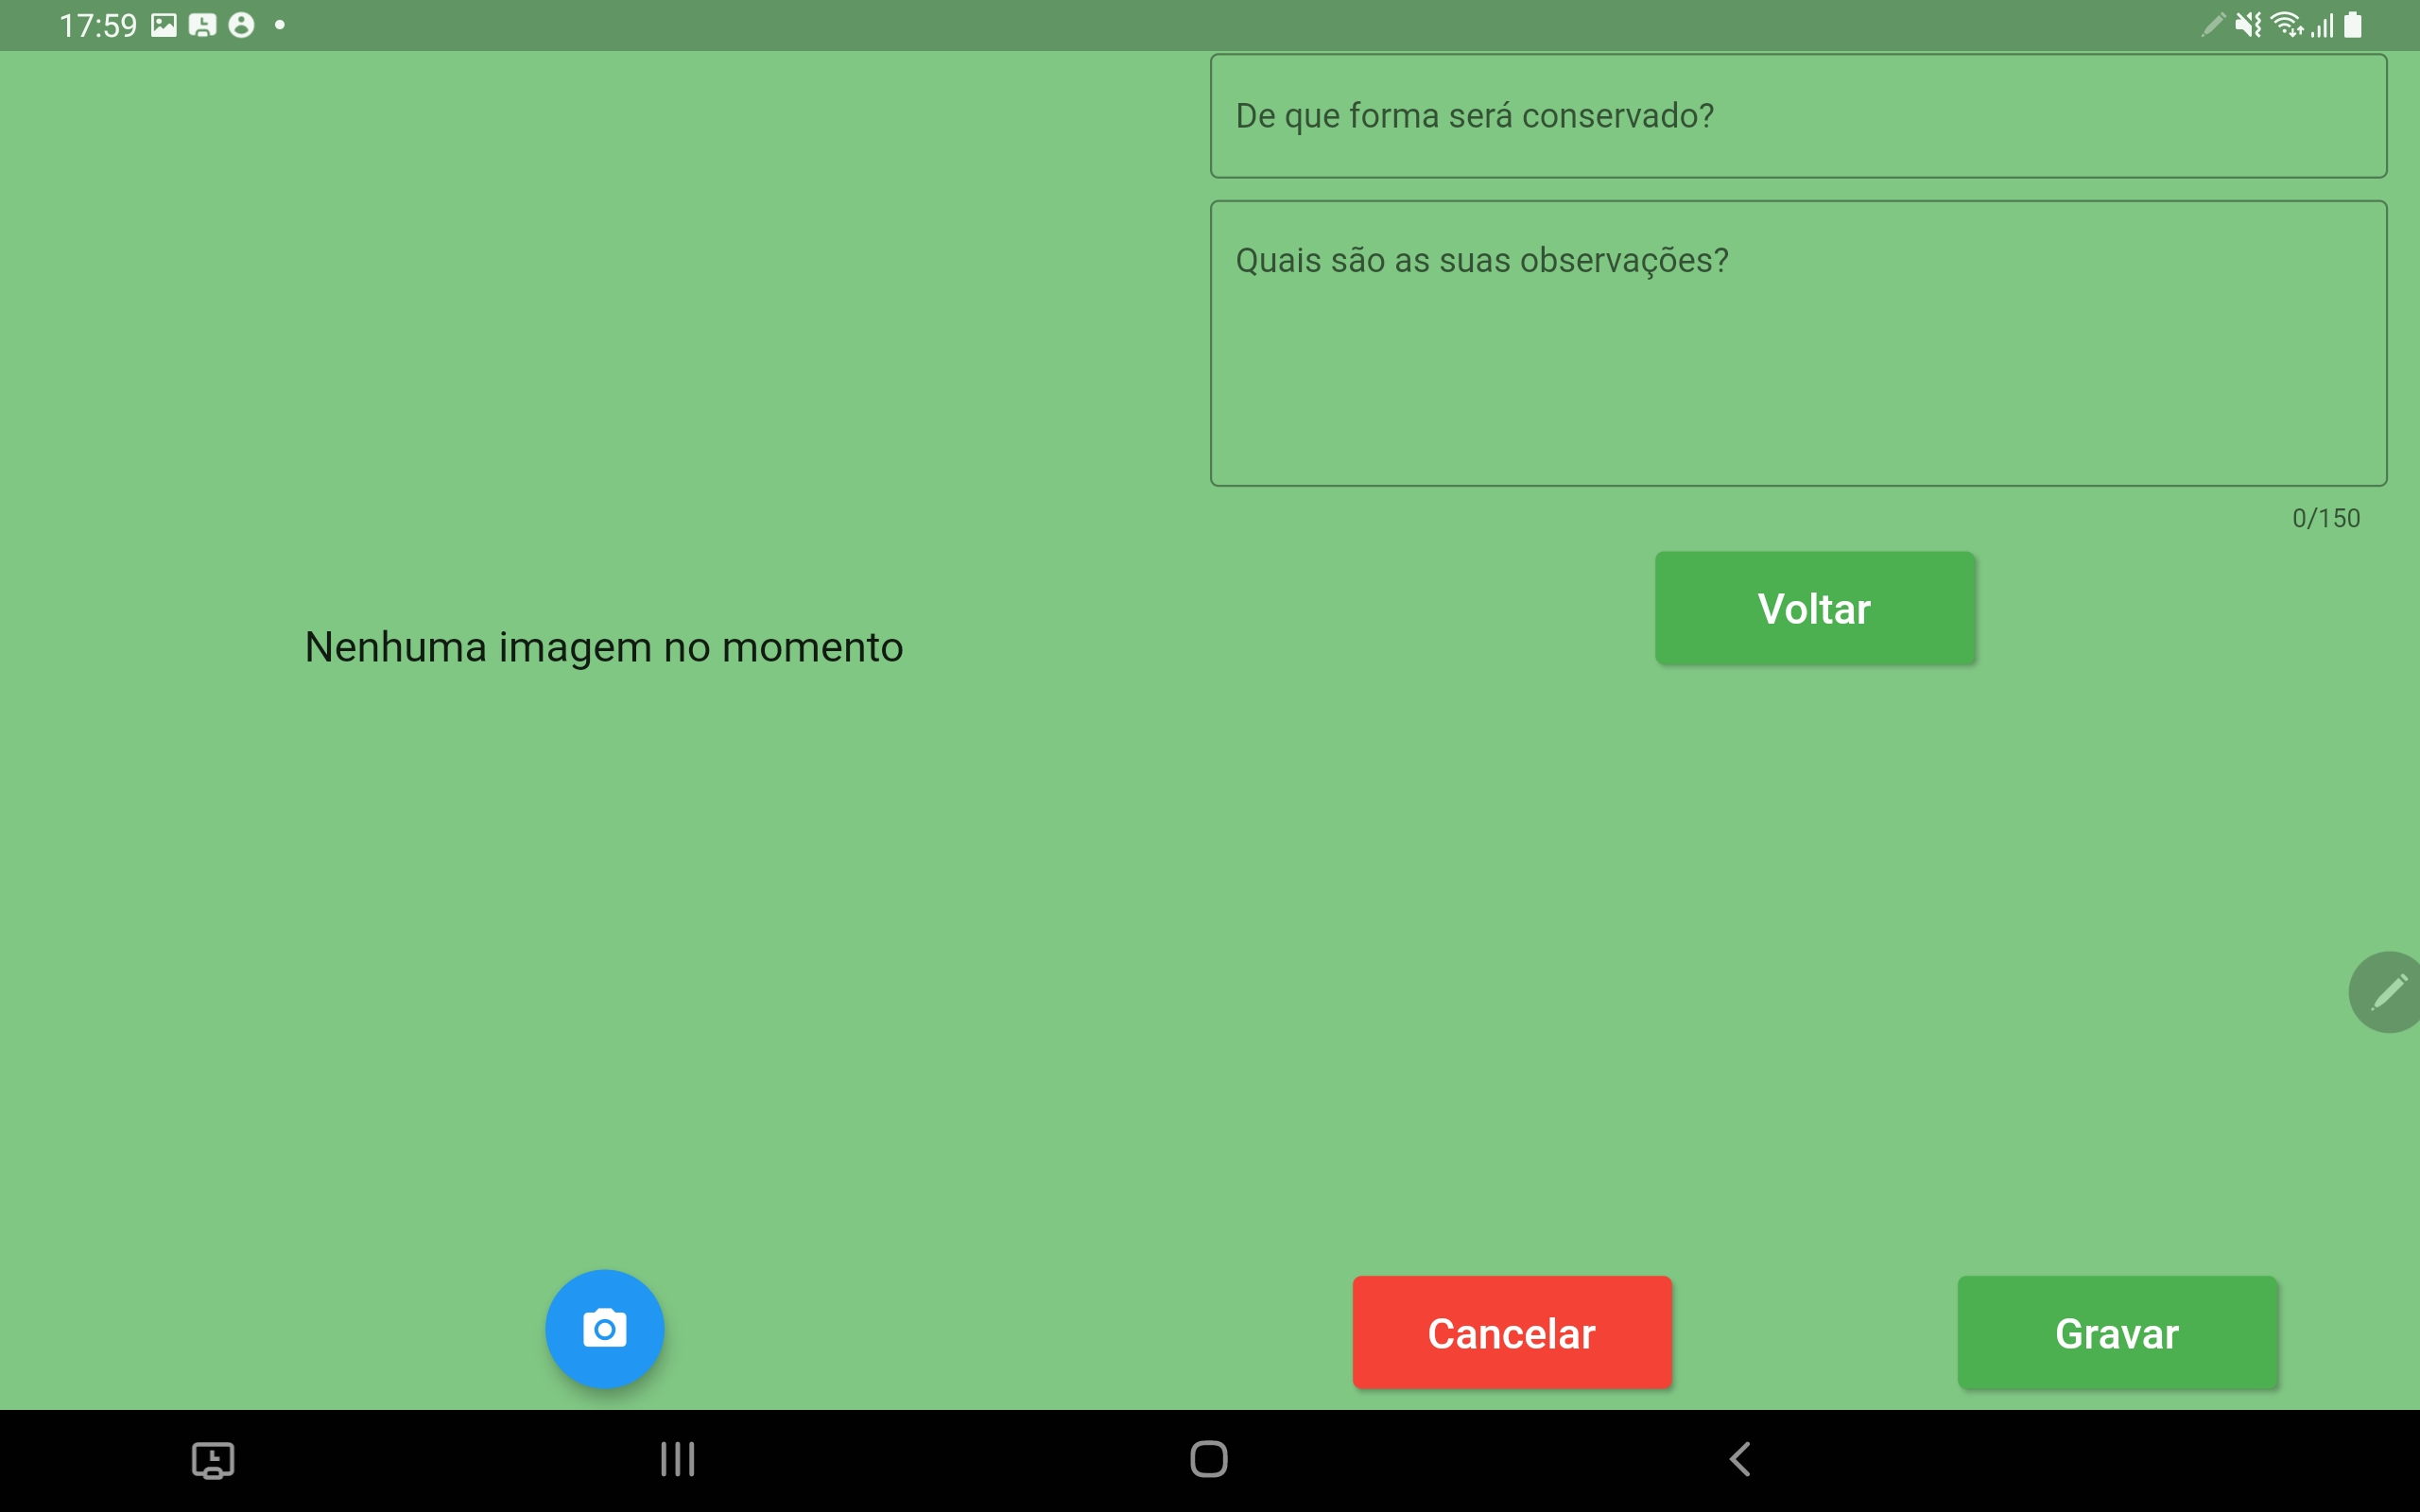 17:59
De que forma será conservado?
Quais são as suas observações?
0/150
Voltar
Nenhuma imagem no momento
Cancelar
Gravar